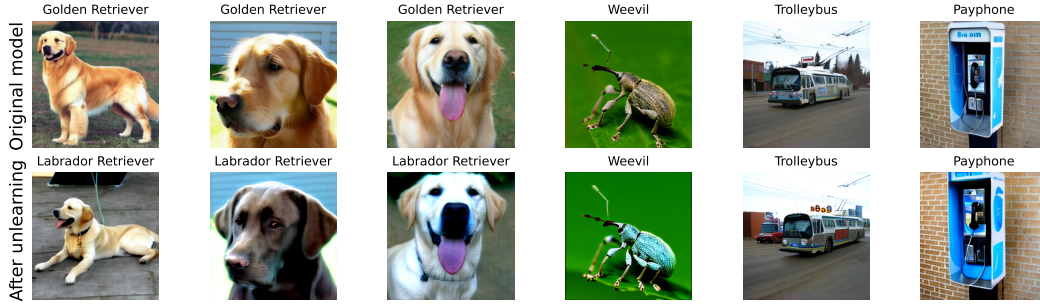 Golden Retriever
Golden Retriever
Golden Retriever
Weevil
Trolleybus
Payphone
Original model
Labrador Retriever
Labrador Retriever
Labrador Retriever
Weevil
Trolleybus
Payphone
After unlearning